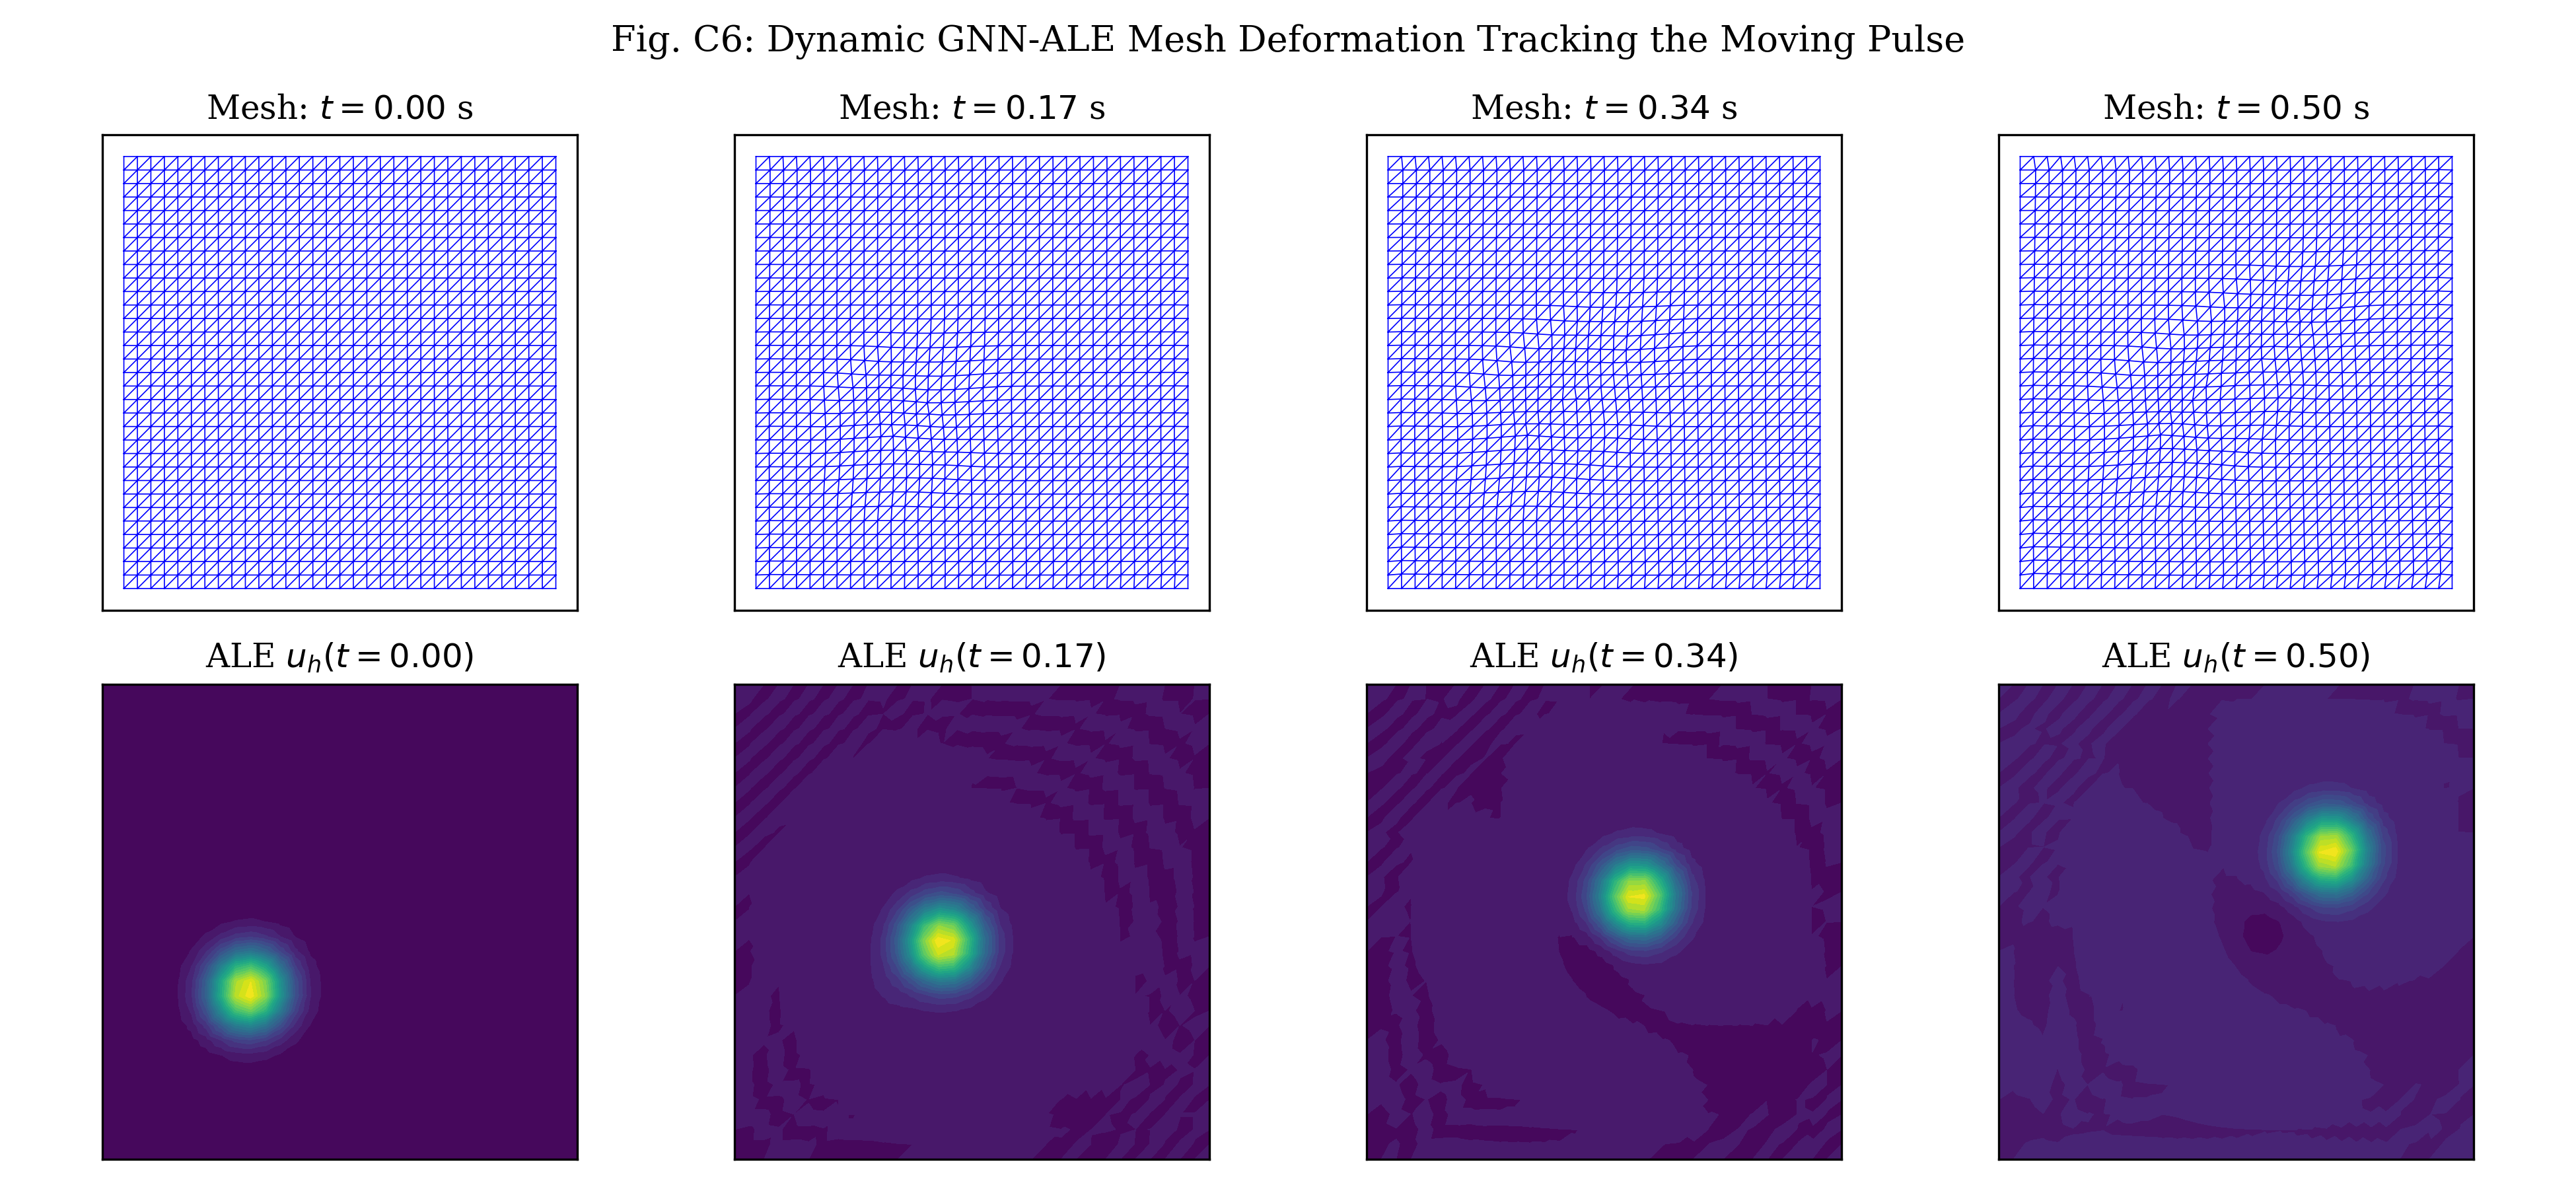 Fig. C6: Dynamic GNN-ALE Mesh Deformation Tracking the Moving Pulse
Mesh: t = 0.00 s
Mesh: t = 0.17 s
Mesh: t = 0.34 s
Mesh: t = 0.50 s
ALE u_h(t = 0.00)
ALE u_h(t = 0.17)
ALE u_h(t = 0.34)
ALE u_h(t = 0.50)